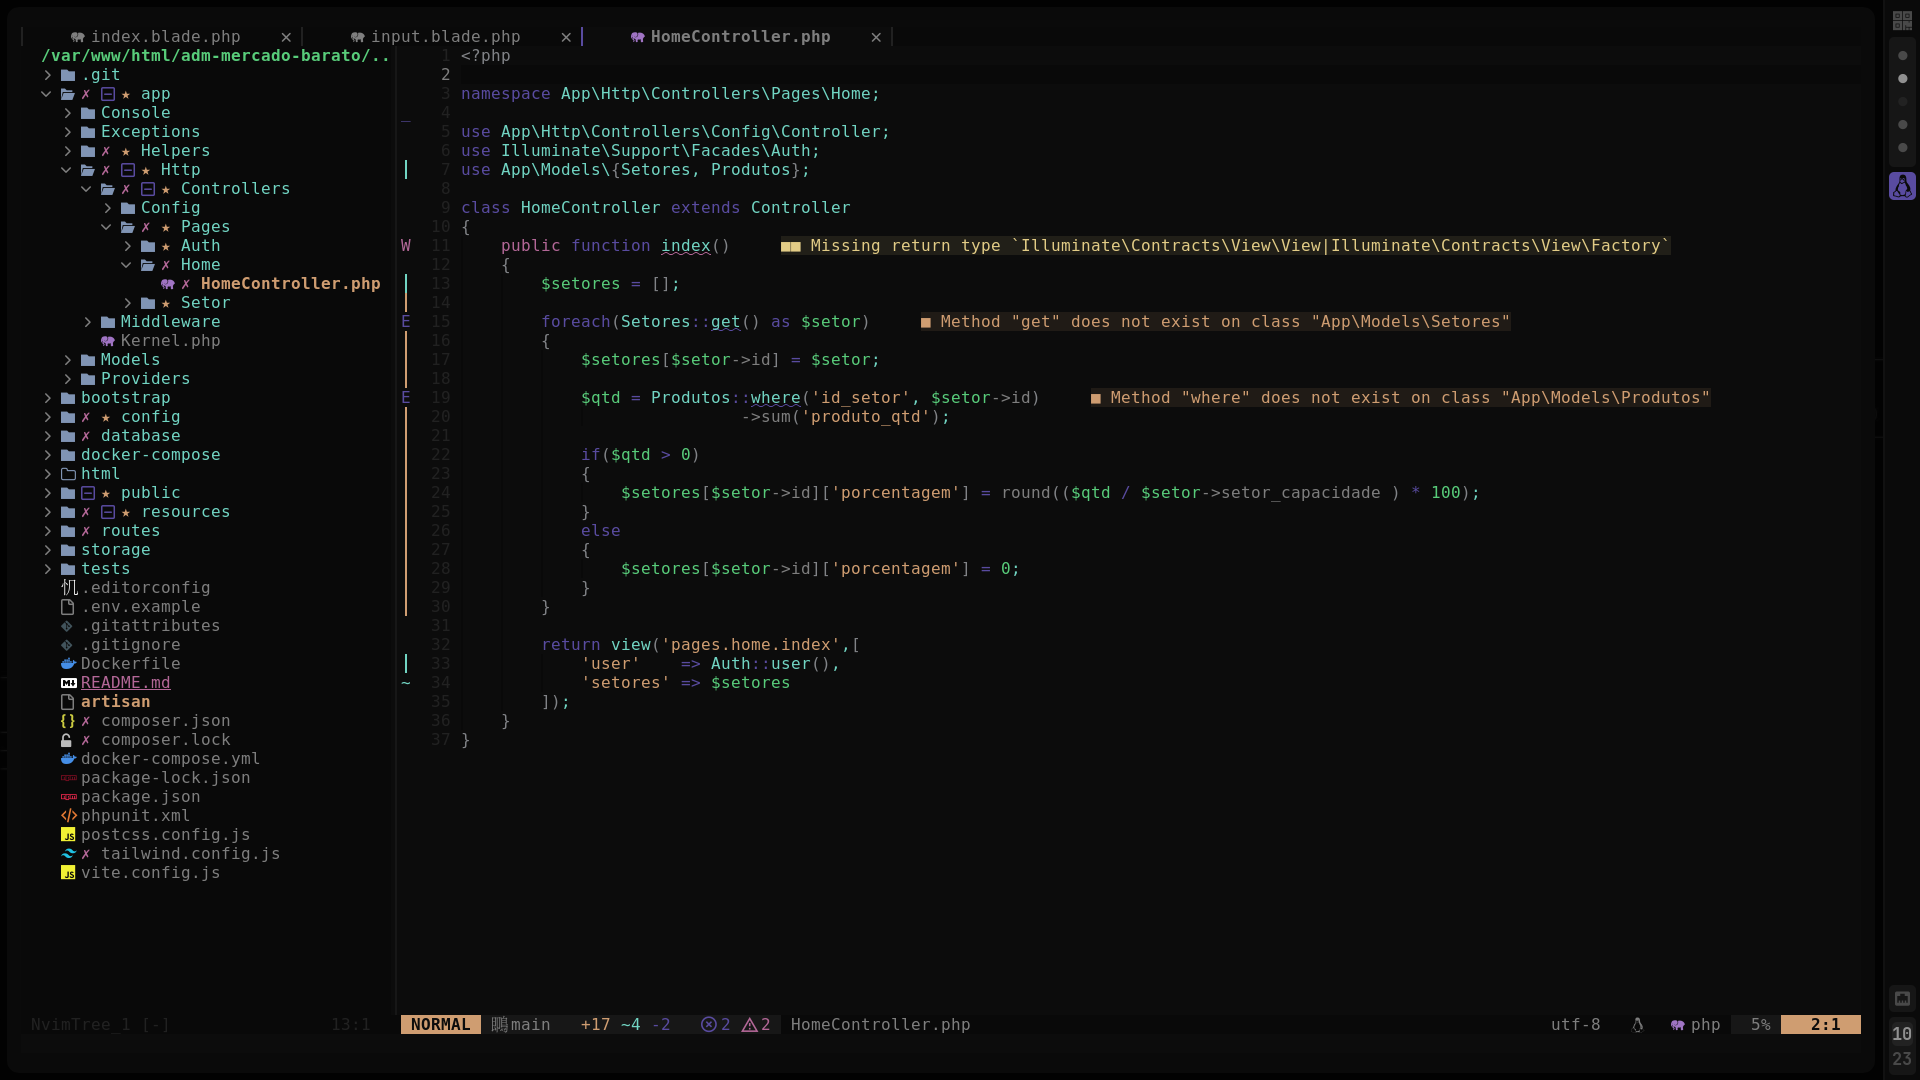 index.blade.php
input.blade.php
HomeController.php
/var/www/html/adm-mercado-barato/..
.git
app
Console
Exceptions
Helpers
Http
Controllers
Config
Pages
Auth
Home
HomeController.php
Setor
Middleware
Kernel.php
Models
Providers
bootstrap
config
database
docker-compose
html
public
resources
routes
storage
tests
.editorconfig
.env.example
.gitattributes
.gitignore
Dockerfile
README.md
artisan
composer.json
composer.lock
docker-compose.yml
package-lock.json
package.json
phpunit.xml
postcss.config.js
tailwind.config.js
vite.config.js
1 <?php
2
3 namespace App\Http\Controllers\Pages\Home;
4
5 use App\Http\Controllers\Config\Controller;
6 use Illuminate\Support\Facades\Auth;
7 use App\Models\{Setores, Produtos};
8
9 class HomeController extends Controller
10 {
W 11 public function index() ■■ Missing return type `Illuminate\Contracts\View\View|Illuminate\Contracts\View\Factory`
12 {
13 $setores = [];
14
E 15 foreach(Setores::get() as $setor) ■ Method "get" does not exist on class "App\Models\Setores"
16 {
17 $setores[$setor->id] = $setor;
18
E 19 $qtd = Produtos::where('id_setor', $setor->id) ■ Method "where" does not exist on class "App\Models\Produtos"
20 ->sum('produto_qtd');
21
22 if($qtd > 0)
23 {
24 $setores[$setor->id]['porcentagem'] = round(($qtd / $setor->setor_capacidade ) * 100);
25 }
26 else
27 {
28 $setores[$setor->id]['porcentagem'] = 0;
29 }
30 }
31
32 return view('pages.home.index',[
33 'user' => Auth::user(),
~ 34 'setores' => $setores
35 ]);
36 }
37 }
NvimTree_1 [-] 13:1
NORMAL main +17 ~4 -2 2 2 HomeController.php utf-8 php 5% 2:1
10
23